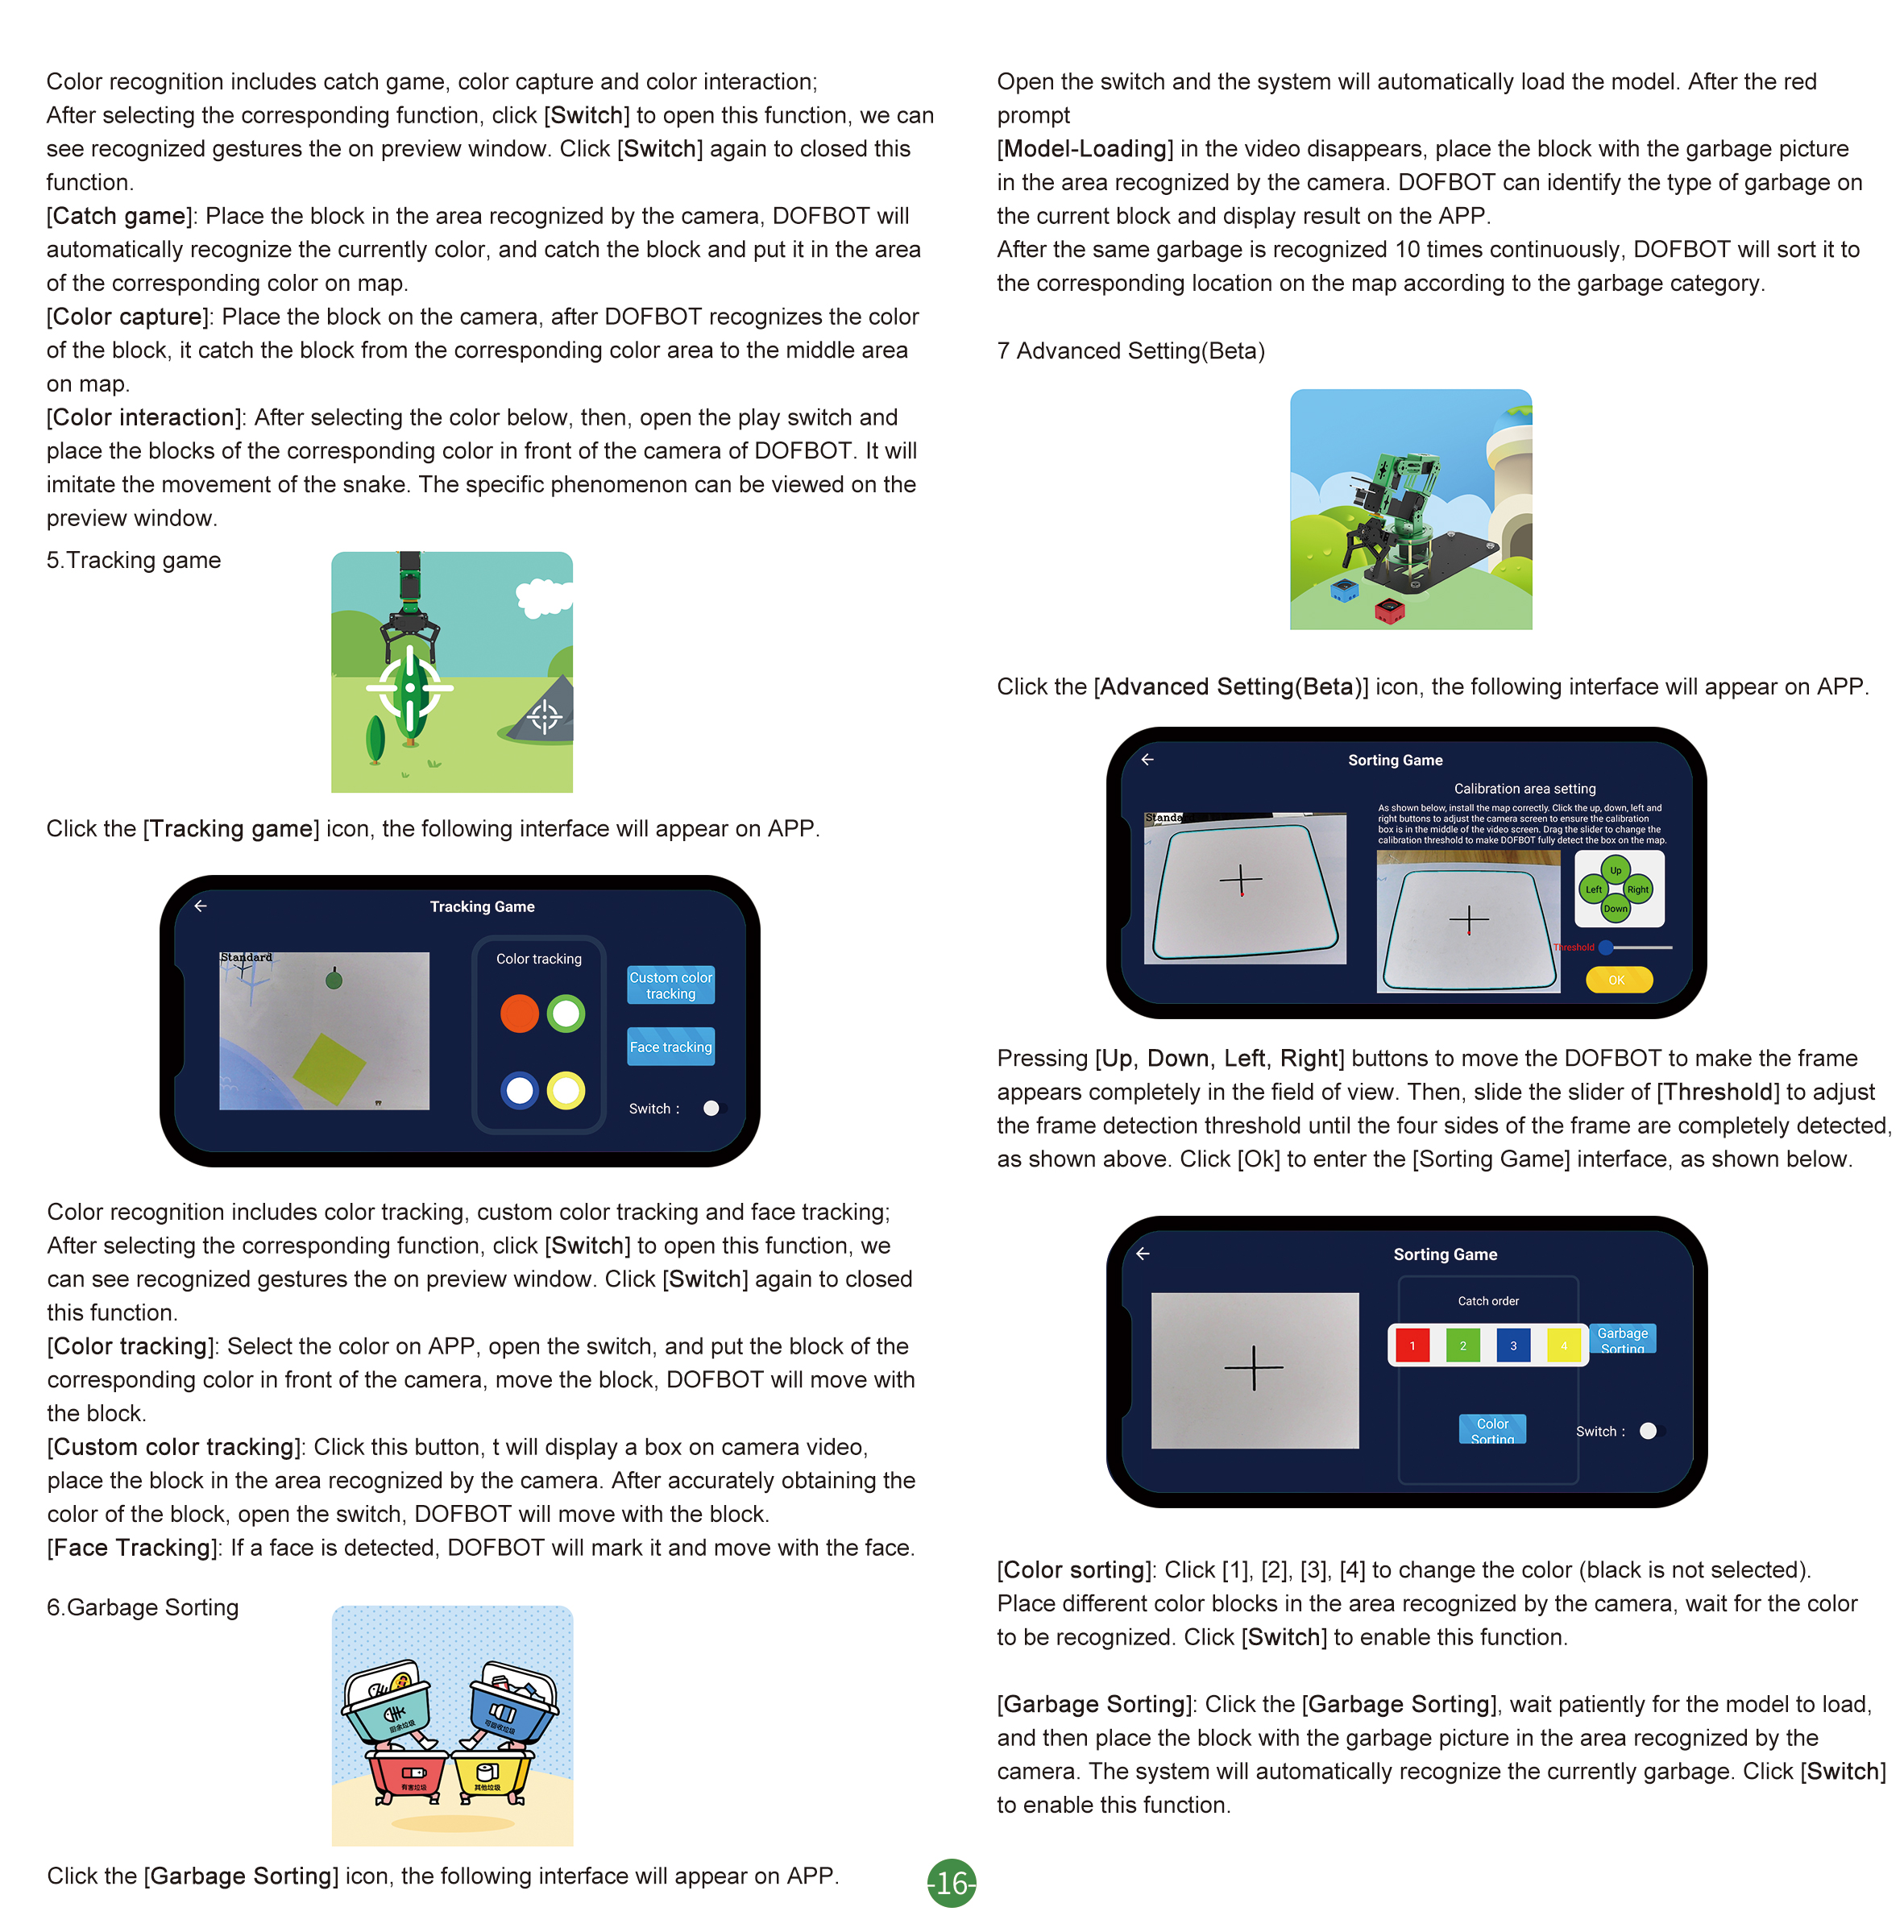 Color recognition includes catch game, color capture and color interaction;
After selecting the corresponding function, click [Switch] to open this function, we can
see recognized gestures the on preview window. Click [Switch] again to closed this
function.
[Catch game]: Place the block in the area recognized by the camera, DOFBOT will
automatically recognize the currently color, and catch the block and put it in the area
of the corresponding color on map.
[Color capture]: Place the block on the camera, after DOFBOT recognizes the color
of the block, it catch the block from the corresponding color area to the middle area
on map.
[Color interaction]: After selecting the color below, then, open the play switch and
place the blocks of the corresponding color in front of the camera of DOFBOT. It will
imitate the movement of the snake. The specific phenomenon can be viewed on the
preview window.
5.Tracking game
Click the [Tracking game] icon, the following interface will appear on APP.
Tracking Game
Standard
Color tracking
Custom color
tracking
Face tracking
Switch :
Color recognition includes color tracking, custom color tracking and face tracking;
After selecting the corresponding function, click [Switch] to open this function, we
can see recognized gestures the on preview window. Click [Switch] again to closed
this function.
[Color tracking]: Select the color on APP, open the switch, and put the block of the
corresponding color in front of the camera, move the block, DOFBOT will move with
the block.
[Custom color tracking]: Click this button, t will display a box on camera video,
place the block in the area recognized by the camera. After accurately obtaining the
color of the block, open the switch, DOFBOT will move with the block.
[Face Tracking]: If a face is detected, DOFBOT will mark it and move with the face.
6.Garbage Sorting
厨余垃圾
可回收垃圾
有害垃圾
其他垃圾
Click the [Garbage Sorting] icon, the following interface will appear on APP.
Open the switch and the system will automatically load the model. After the red
prompt
[Model-Loading] in the video disappears, place the block with the garbage picture
in the area recognized by the camera. DOFBOT can identify the type of garbage on
the current block and display result on the APP.
After the same garbage is recognized 10 times continuously, DOFBOT will sort it to
the corresponding location on the map according to the garbage category.
7 Advanced Setting(Beta)
Click the [Advanced Setting(Beta)] icon, the following interface will appear on APP.
Sorting Game
Calibration area setting
As shown below, install the map correctly. Click the up, down, left and
right buttons to adjust the camera screen to ensure the calibration
box is in the middle of the video screen. Drag the slider to change the
calibration threshold to make DOFBOT fully detect the box on the map.
Up
Left
Right
Down
Threshold
OK
Pressing [Up, Down, Left, Right] buttons to move the DOFBOT to make the frame
appears completely in the field of view. Then, slide the slider of [Threshold] to adjust
the frame detection threshold until the four sides of the frame are completely detected,
as shown above. Click [Ok] to enter the [Sorting Game] interface, as shown below.
Sorting Game
Catch order
1 2 3 4
Garbage
Sorting
Color
Sorting
Switch :
[Color sorting]: Click [1], [2], [3], [4] to change the color (black is not selected).
Place different color blocks in the area recognized by the camera, wait for the color
to be recognized. Click [Switch] to enable this function.
[Garbage Sorting]: Click the [Garbage Sorting], wait patiently for the model to load,
and then place the block with the garbage picture in the area recognized by the
camera. The system will automatically recognize the currently garbage. Click [Switch]
to enable this function.
-16-